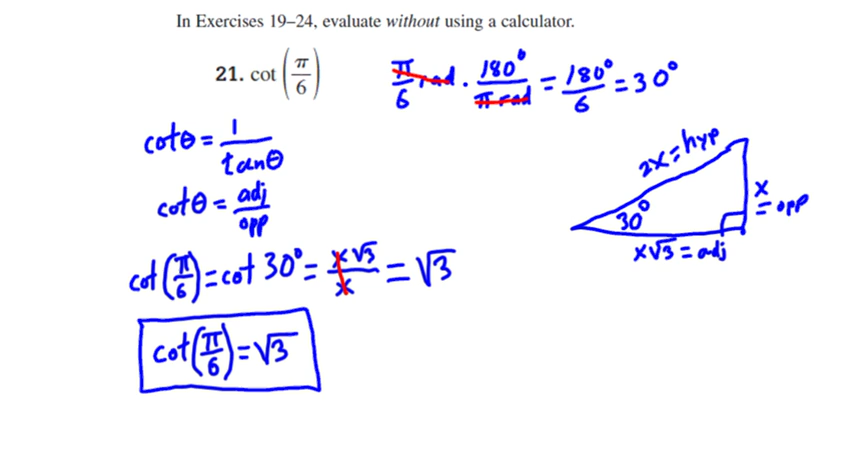 In Exercises 19–24, evaluate without using a calculator.
21. cot (π/6)
π/6 rad · 180°/π rad = 180°/6 = 30°
cotθ = 1/tanθ
cotθ = adj/opp
2x = hyp
x = opp
30°
x√3 = adj
cot(π/6) = cot 30° = x√3/x = √3
cot(π/6) = √3